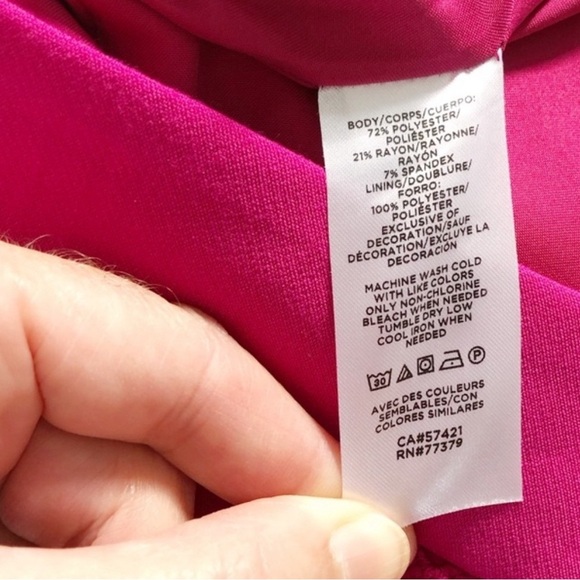 BODY/CORPS/CUERPO:
72% POLYESTER/
POLIÉSTER
21% RAYON/RAYONNE/
RAYÓN
7% SPANDEX
LINING/DOUBLURE/
FORRO:
100% POLYESTER/
POLIÉSTER
EXCLUSIVE OF
DECORATION/SAUF
DÉCORATION/EXCLUYE LA
DECORACIÓN
MACHINE WASH COLD
WITH LIKE COLORS
ONLY NON-CHLORINE
BLEACH WHEN NEEDED
TUMBLE DRY LOW
COOL IRON WHEN
NEEDED
30 P
AVEC DES COULEURS
SEMBLABLES/CON
COLORES SIMILARES
CA#57421
RN#77379